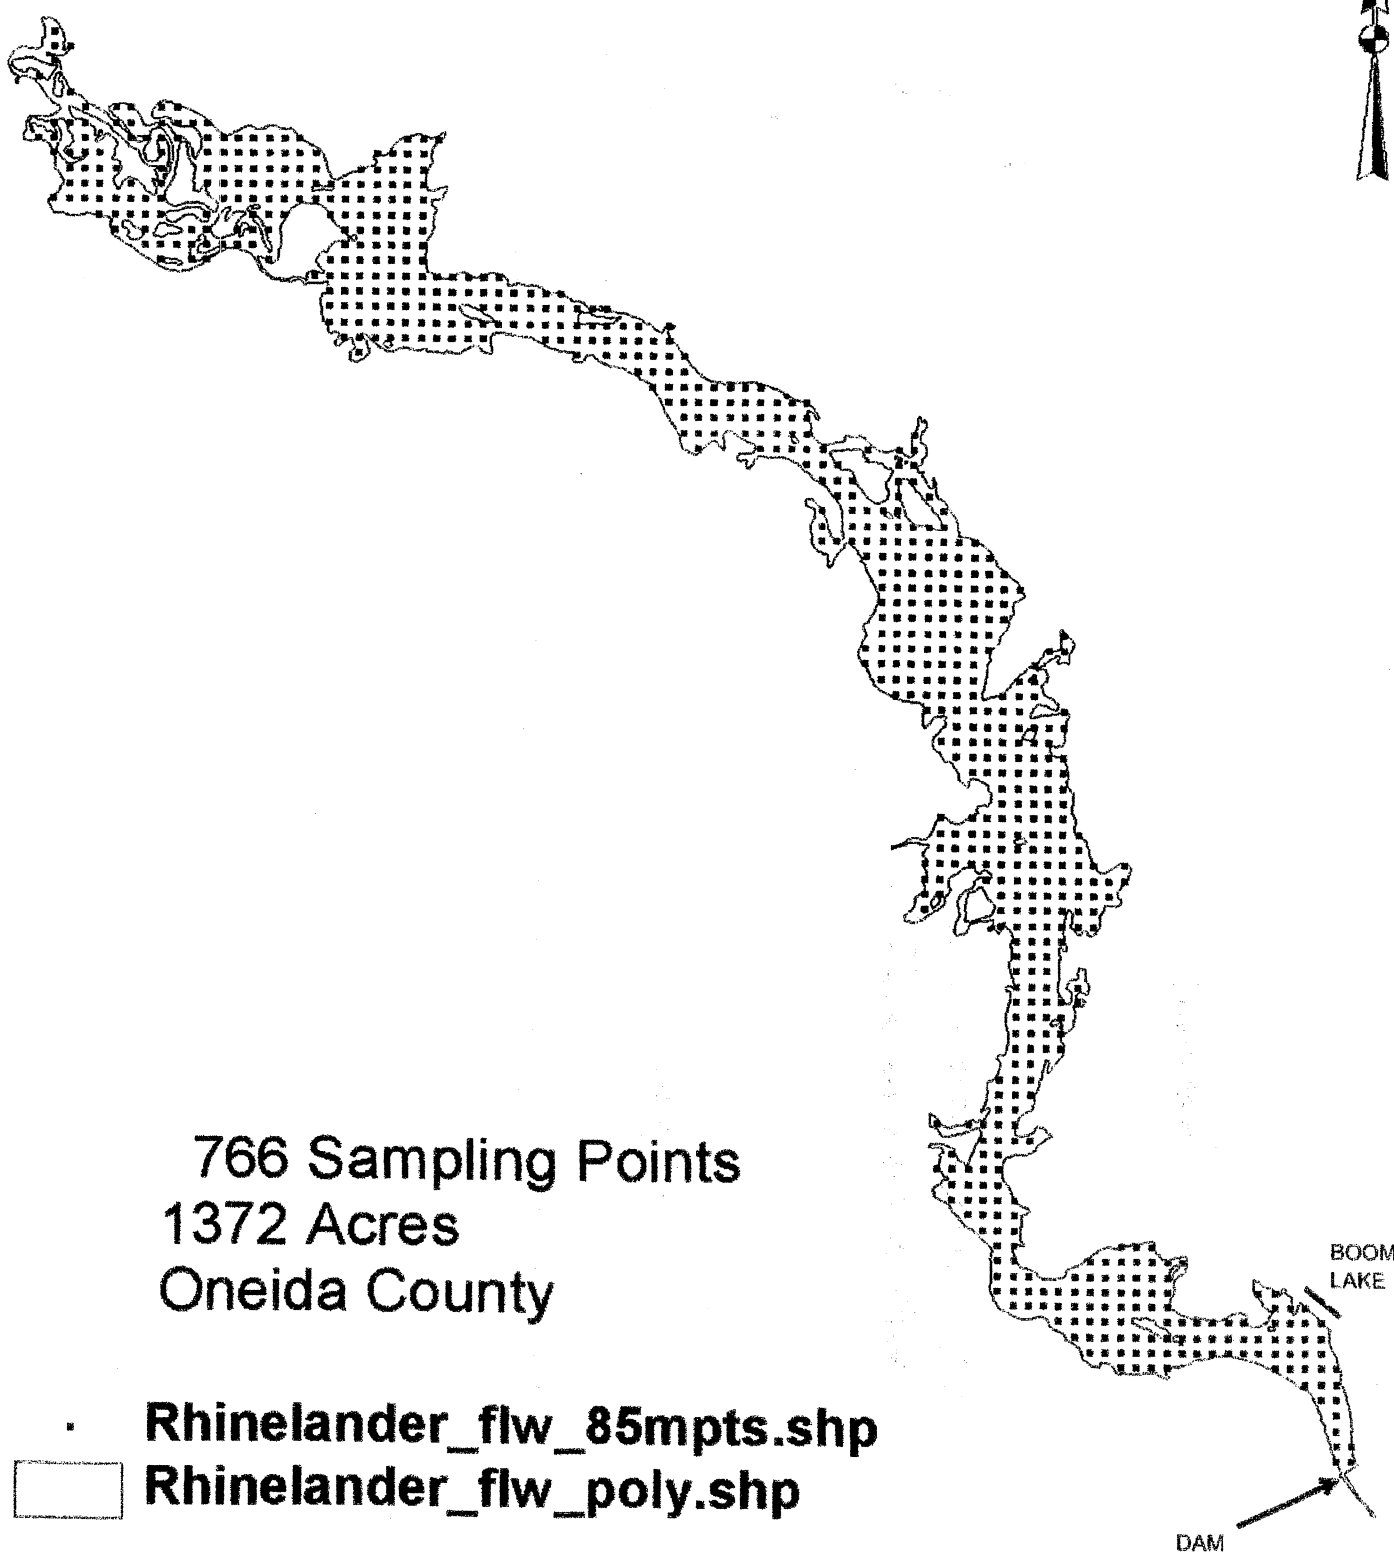 766 Sampling Points
1372 Acres
Oneida County
BOOM
LAKE
Rhinelander_flw_85mpts.shp
Rhinelander_flw_poly.shp
DAM